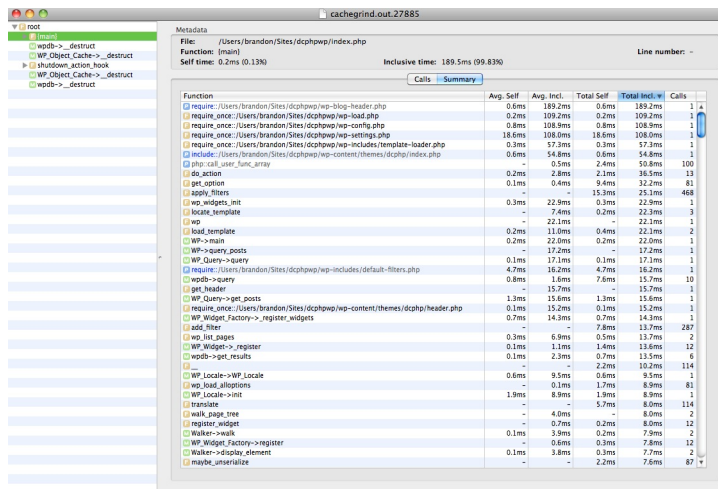 cachegrind.out.27885
root
{main}
wpdb->__destruct
WP_Object_Cache->__destruct
shutdown_action_hook
WP_Object_Cache->__destruct
wpdb->__destruct
Metadata
File: /Users/brandon/Sites/dcphpwp/index.php
Function: {main} Line number: -
Self time: 0.2ms (0.13%) Inclusive time: 189.5ms (99.83%)
Calls Summary
Function Avg. Self Avg. Incl. Total Self Total Incl. Calls
require::/Users/brandon/Sites/dcphpwp/wp-blog-header.php 0.6ms 189.2ms 0.6ms 189.2ms 1
require_once::/Users/brandon/Sites/dcphpwp/wp-load.php 0.2ms 109.2ms 0.2ms 109.2ms 1
require_once::/Users/brandon/Sites/dcphpwp/wp-config.php 0.8ms 108.9ms 0.8ms 108.9ms 1
require_once::/Users/brandon/Sites/dcphpwp/wp-settings.php 18.6ms 108.0ms 18.6ms 108.0ms 1
require_once::/Users/brandon/Sites/dcphpwp/wp-includes/template-loader.php 0.3ms 57.3ms 0.3ms 57.3ms 1
include::/Users/brandon/Sites/dcphpwp/wp-content/themes/dcphp/index.php 0.6ms 54.8ms 0.6ms 54.8ms 1
php::call_user_func_array - 0.5ms 2.4ms 50.8ms 100
do_action - 2.8ms 2.1ms 36.5ms 13
get_option 0.1ms 0.4ms 9.4ms 32.2ms 81
apply_filters - - 15.3ms 25.1ms 468
wp_widgets_init 0.3ms 22.9ms 0.3ms 22.9ms 1
locate_template - 7.4ms 0.2ms 22.3ms 3
wp - 22.1ms - 22.1ms 1
load_template 0.2ms 11.0ms 0.4ms 22.1ms 2
WP->main 0.2ms 22.0ms 0.2ms 22.0ms 1
WP->query_posts - 17.2ms - 17.2ms 1
WP_Query->query 0.1ms 17.1ms 0.1ms 17.1ms 1
require::/Users/brandon/Sites/dcphpwp/wp-includes/default-filters.php 4.7ms 16.2ms 4.7ms 16.2ms 1
wpdb->query 0.8ms 1.6ms 7.6ms 15.7ms 10
get_header - 15.7ms - 15.7ms 1
WP_Query->get_posts 1.3ms 15.6ms 1.3ms 15.6ms 1
require_once::/Users/brandon/Sites/dcphpwp/wp-content/themes/dcphp/header.php 0.1ms 15.2ms 0.1ms 15.2ms 1
WP_Widget_Factory->_register_widgets 0.7ms 14.3ms 0.7ms 14.3ms 1
add_filter - - 7.8ms 13.7ms 287
wp_list_pages 0.3ms 6.9ms 0.5ms 13.7ms 2
WP_Widget->_register 0.1ms 1.1ms 1.4ms 13.6ms 12
wpdb->get_results 0.1ms 2.3ms 0.7ms 13.5ms 6
__ - - 2.2ms 10.2ms 114
WP_Locale->WP_Locale 0.6ms 9.5ms 0.6ms 9.5ms 1
wp_load_alloptions - 0.1ms 1.7ms 8.9ms 81
WP_Locale->init 1.9ms 8.9ms 1.9ms 8.9ms 1
translate - - 5.7ms 8.0ms 114
walk_page_tree - 4.0ms - 8.0ms 2
register_widget - 0.7ms 0.2ms 8.0ms 12
Walker->walk 0.1ms 3.9ms 0.2ms 7.9ms 2
WP_Widget_Factory->register - 0.6ms 0.3ms 7.8ms 12
Walker->display_element 0.1ms 3.8ms 0.3ms 7.7ms 2
maybe_unserialize - - 2.2ms 7.6ms 87